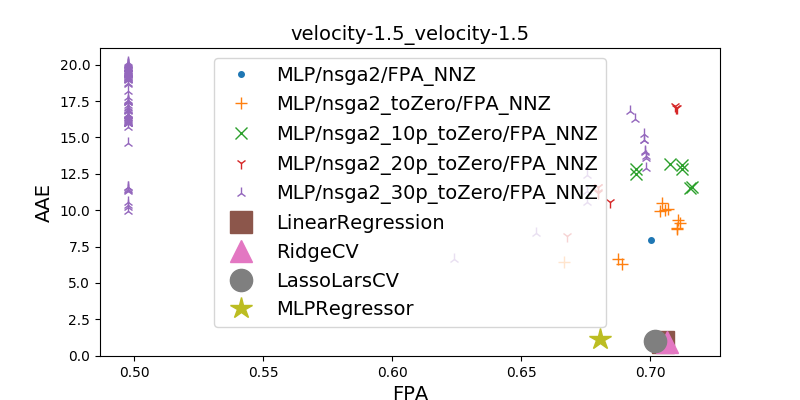 velocity-1.5_velocity-1.5
AAE
20.0
17.5
15.0
12.5
10.0
7.5
5.0
2.5
0.0
MLP/nsga2/FPA_NNZ
MLP/nsga2_toZero/FPA_NNZ
MLP/nsga2_10p_toZero/FPA_NNZ
MLP/nsga2_20p_toZero/FPA_NNZ
MLP/nsga2_30p_toZero/FPA_NNZ
LinearRegression
RidgeCV
LassoLarsCV
MLPRegressor
0.50 0.55 0.60 0.65 0.70
FPA